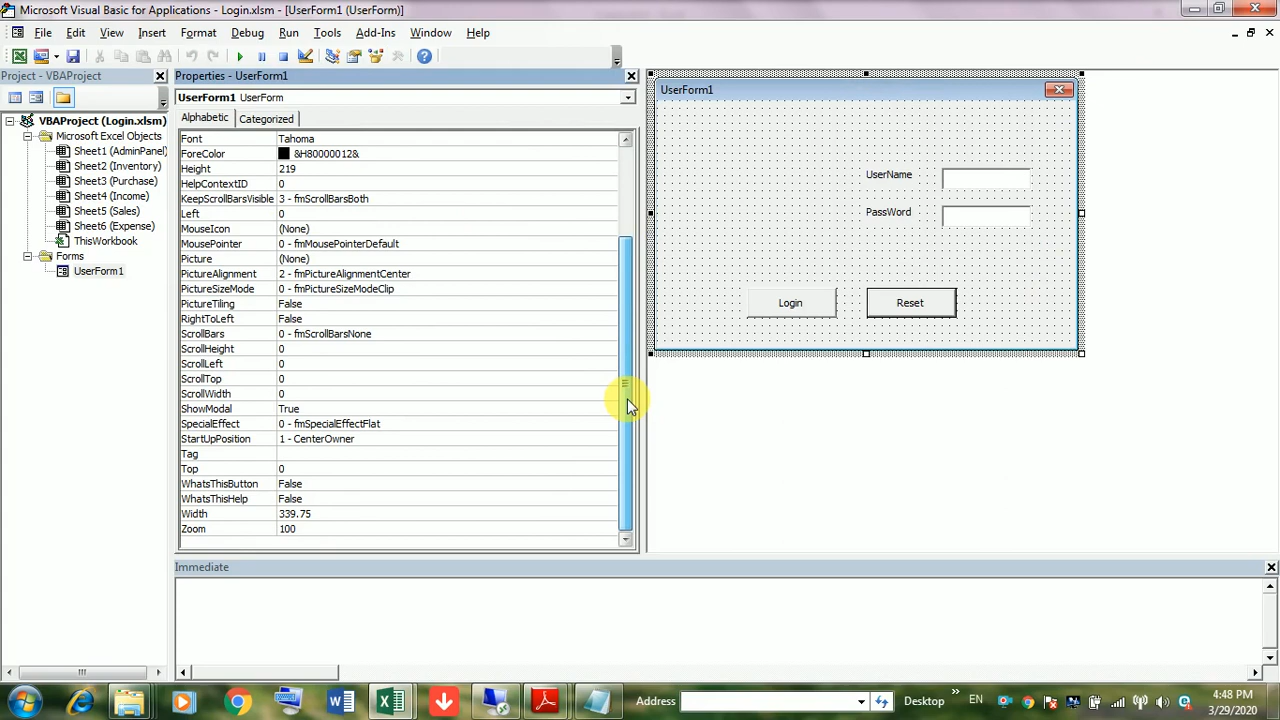 Microsoft Visual Basic for Applications - Login.xlsm - [UserForm1 (UserForm)]
File Edit View Insert Format Debug Run Tools Add-Ins Window Help
Project - VBAProject
VBAProject (Login.xlsm)
Microsoft Excel Objects
Sheet1 (AdminPanel)
Sheet2 (Inventory)
Sheet3 (Purchase)
Sheet4 (Income)
Sheet5 (Sales)
Sheet6 (Expense)
ThisWorkbook
Forms
UserForm1
Properties - UserForm1
UserForm1 UserForm
Alphabetic Categorized
Font Tahoma
ForeColor &H80000012&
Height 219
HelpContextID 0
KeepScrollBarsVisible 3 - fmScrollBarsBoth
Left 0
MouseIcon (None)
MousePointer 0 - fmMousePointerDefault
Picture (None)
PictureAlignment 2 - fmPictureAlignmentCenter
PictureSizeMode 0 - fmPictureSizeModeClip
PictureTiling False
RightToLeft False
ScrollBars 0 - fmScrollBarsNone
ScrollHeight 0
ScrollLeft 0
ScrollTop 0
ScrollWidth 0
ShowModal True
SpecialEffect 0 - fmSpecialEffectFlat
StartUpPosition 1 - CenterOwner
Tag
Top 0
WhatsThisButton False
WhatsThisHelp False
Width 339.75
Zoom 100
UserForm1
UserName
PassWord
Login Reset
Immediate
Address Desktop » EN
4:48 PM
3/29/2020